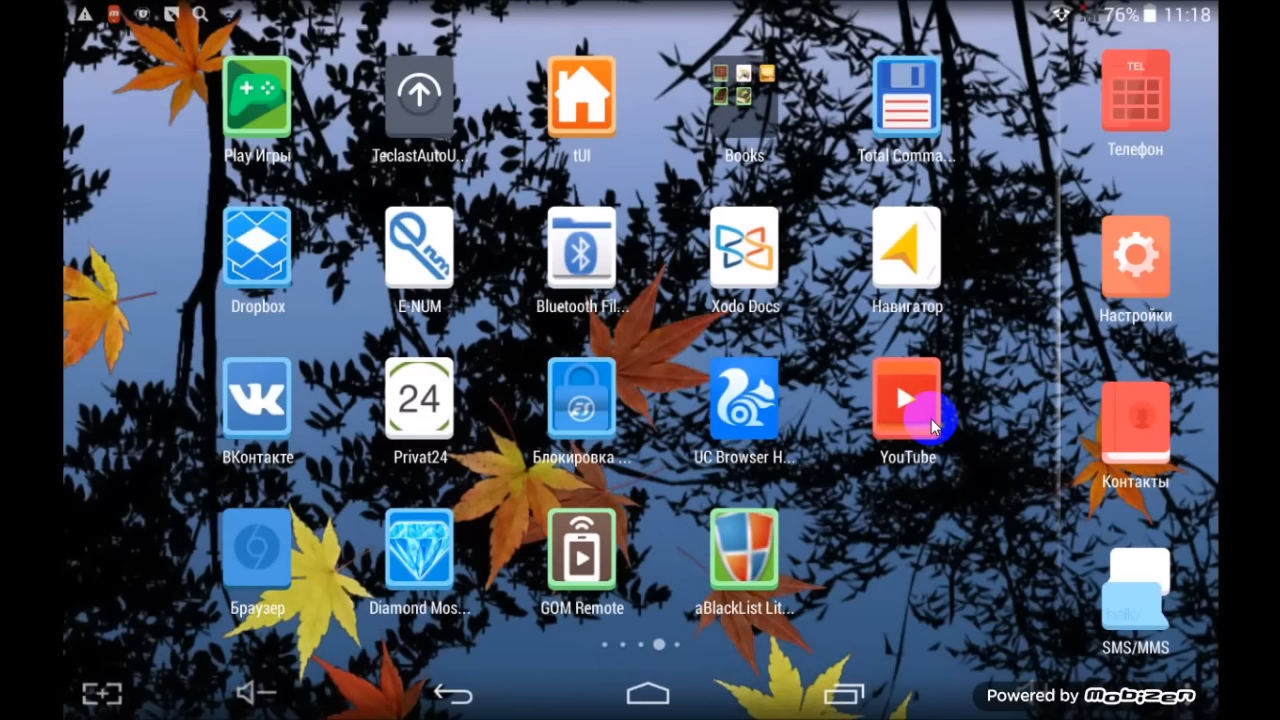 76% 11:18
Play Игры
TeclastAutoU...
tUI
Books
Total Comma...
TEL
Телефон
Dropbox
E-NUM
Bluetooth Fil...
Xodo Docs
Навигатор
Настройки
ВКонтакте
24
Privat24
Блокировка ...
UC Browser H...
YouTube
Контакты
Браузер
Diamond Mos...
GOM Remote
aBlackList Lit...
hello
SMS/MMS
Powered by mobizen